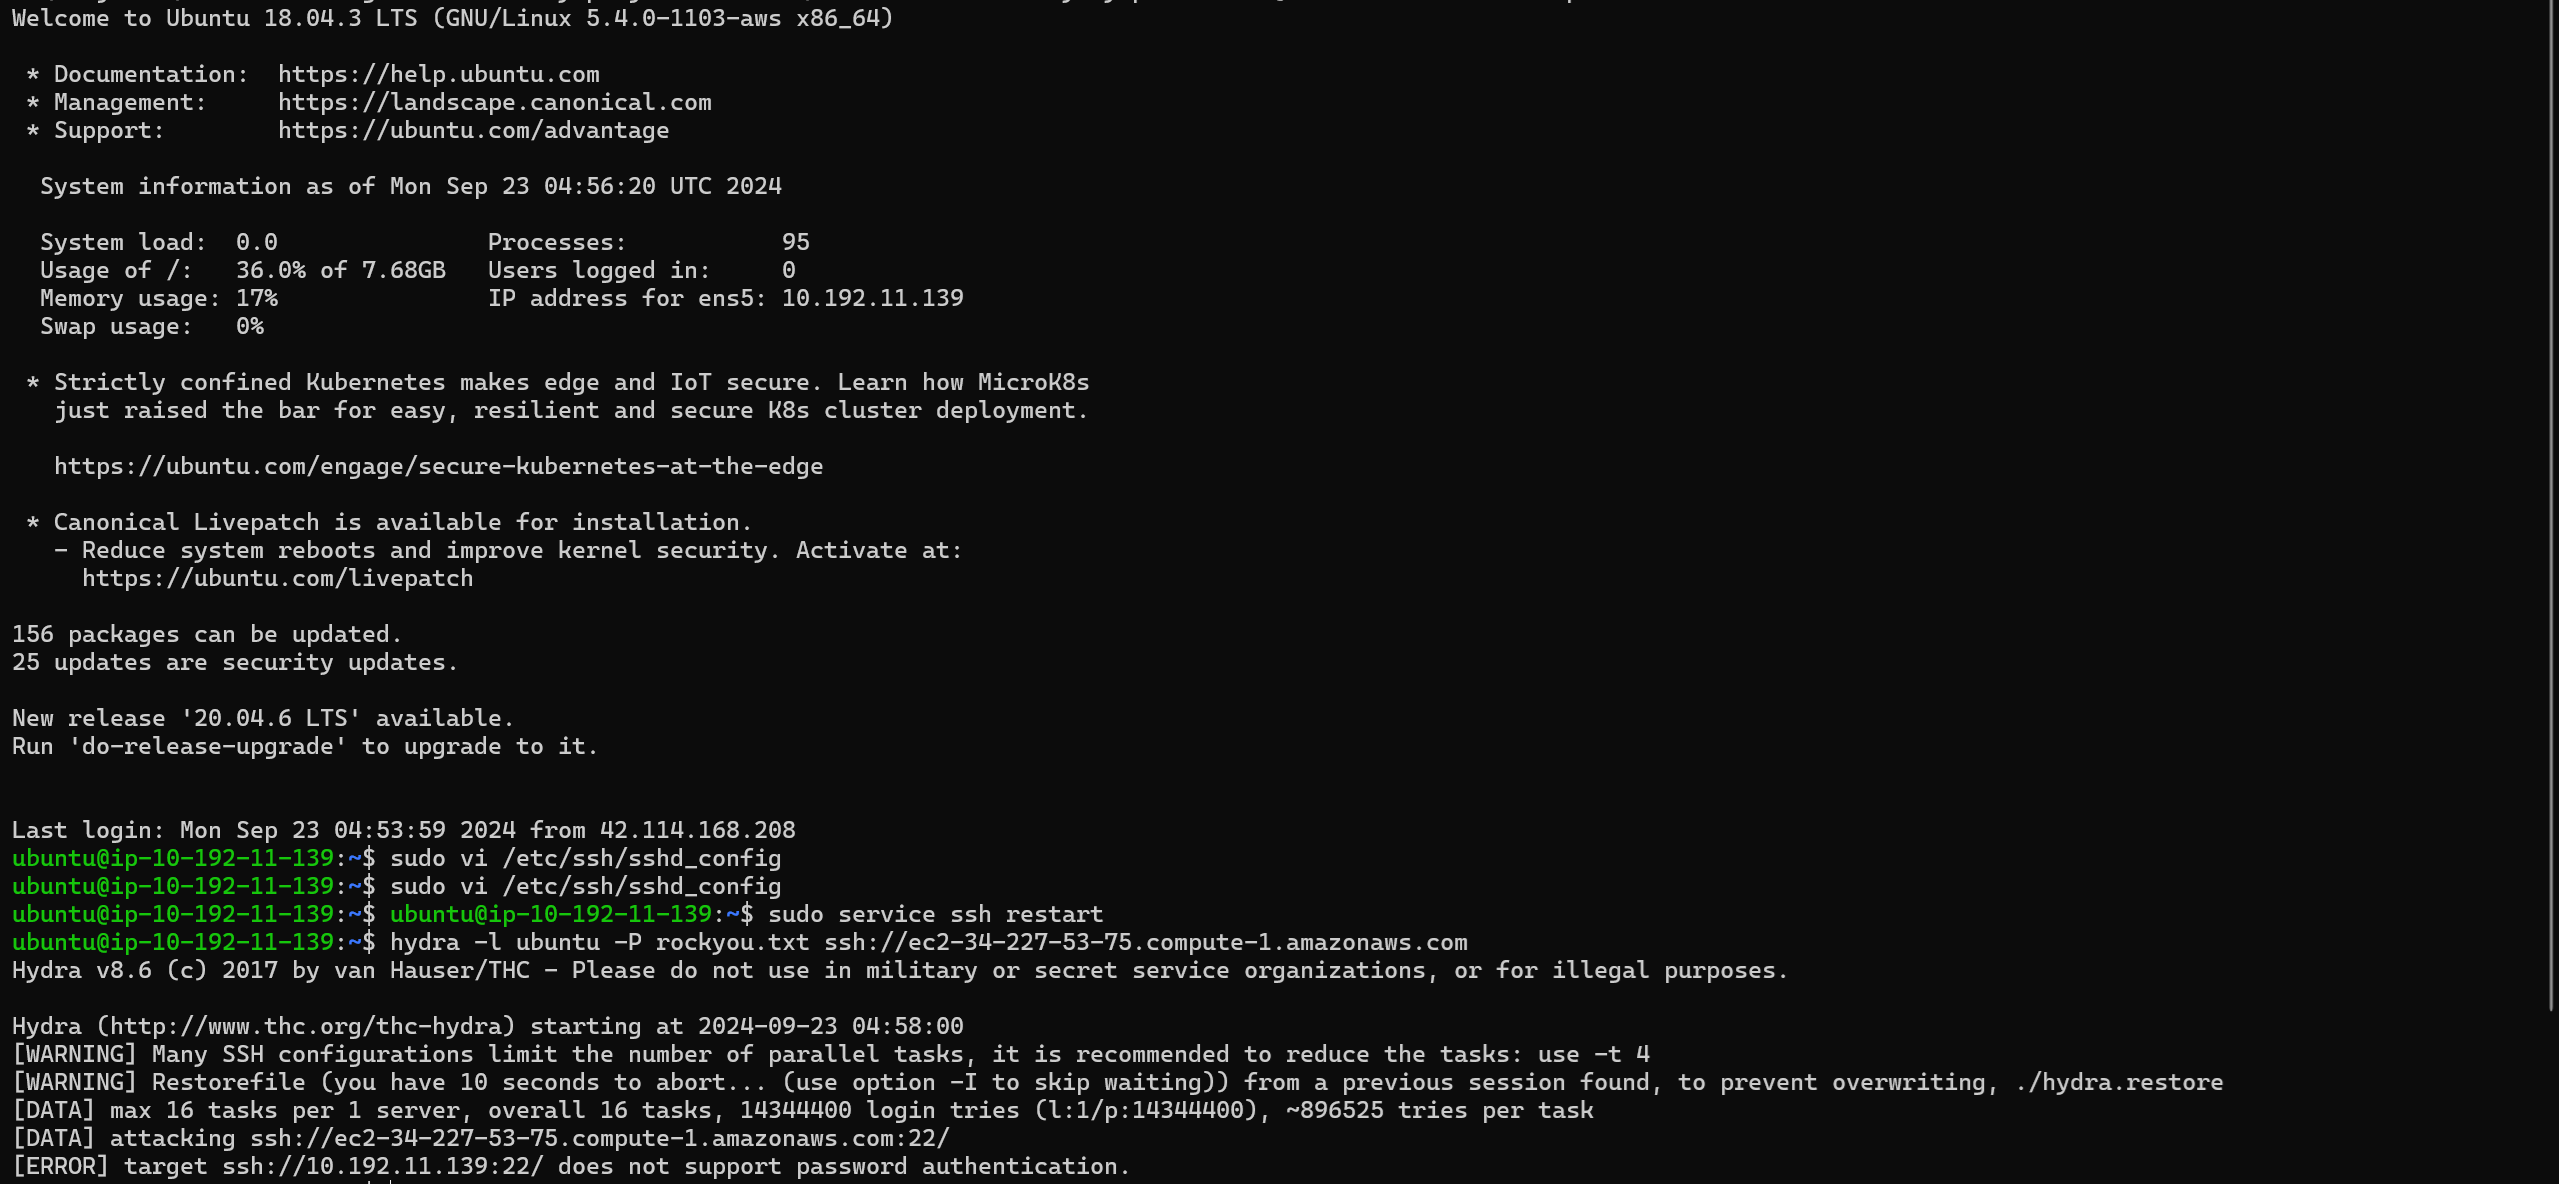 Welcome to Ubuntu 18.04.3 LTS (GNU/Linux 5.4.0-1103-aws x86_64)
* Documentation:  https://help.ubuntu.com
* Management:     https://landscape.canonical.com
* Support:        https://ubuntu.com/advantage
System information as of Mon Sep 23 04:56:20 UTC 2024
System load:  0.0               Processes:           95
Usage of /:   36.0% of 7.68GB   Users logged in:     0
Memory usage: 17%               IP address for ens5: 10.192.11.139
Swap usage:   0%
* Strictly confined Kubernetes makes edge and IoT secure. Learn how MicroK8s
just raised the bar for easy, resilient and secure K8s cluster deployment.
https://ubuntu.com/engage/secure-kubernetes-at-the-edge
* Canonical Livepatch is available for installation.
- Reduce system reboots and improve kernel security. Activate at:
https://ubuntu.com/livepatch
156 packages can be updated.
25 updates are security updates.
New release '20.04.6 LTS' available.
Run 'do-release-upgrade' to upgrade to it.
Last login: Mon Sep 23 04:53:59 2024 from 42.114.168.208
ubuntu@ip-10-192-11-139:~$ sudo vi /etc/ssh/sshd_config
ubuntu@ip-10-192-11-139:~$ sudo vi /etc/ssh/sshd_config
ubuntu@ip-10-192-11-139:~$ ubuntu@ip-10-192-11-139:~$ sudo service ssh restart
ubuntu@ip-10-192-11-139:~$ hydra -l ubuntu -P rockyou.txt ssh://ec2-34-227-53-75.compute-1.amazonaws.com
Hydra v8.6 (c) 2017 by van Hauser/THC - Please do not use in military or secret service organizations, or for illegal purposes.
Hydra (http://www.thc.org/thc-hydra) starting at 2024-09-23 04:58:00
[WARNING] Many SSH configurations limit the number of parallel tasks, it is recommended to reduce the tasks: use -t 4
[WARNING] Restorefile (you have 10 seconds to abort... (use option -I to skip waiting)) from a previous session found, to prevent overwriting, ./hydra.restore
[DATA] max 16 tasks per 1 server, overall 16 tasks, 14344400 login tries (l:1/p:14344400), ~896525 tries per task
[DATA] attacking ssh://ec2-34-227-53-75.compute-1.amazonaws.com:22/
[ERROR] target ssh://10.192.11.139:22/ does not support password authentication.